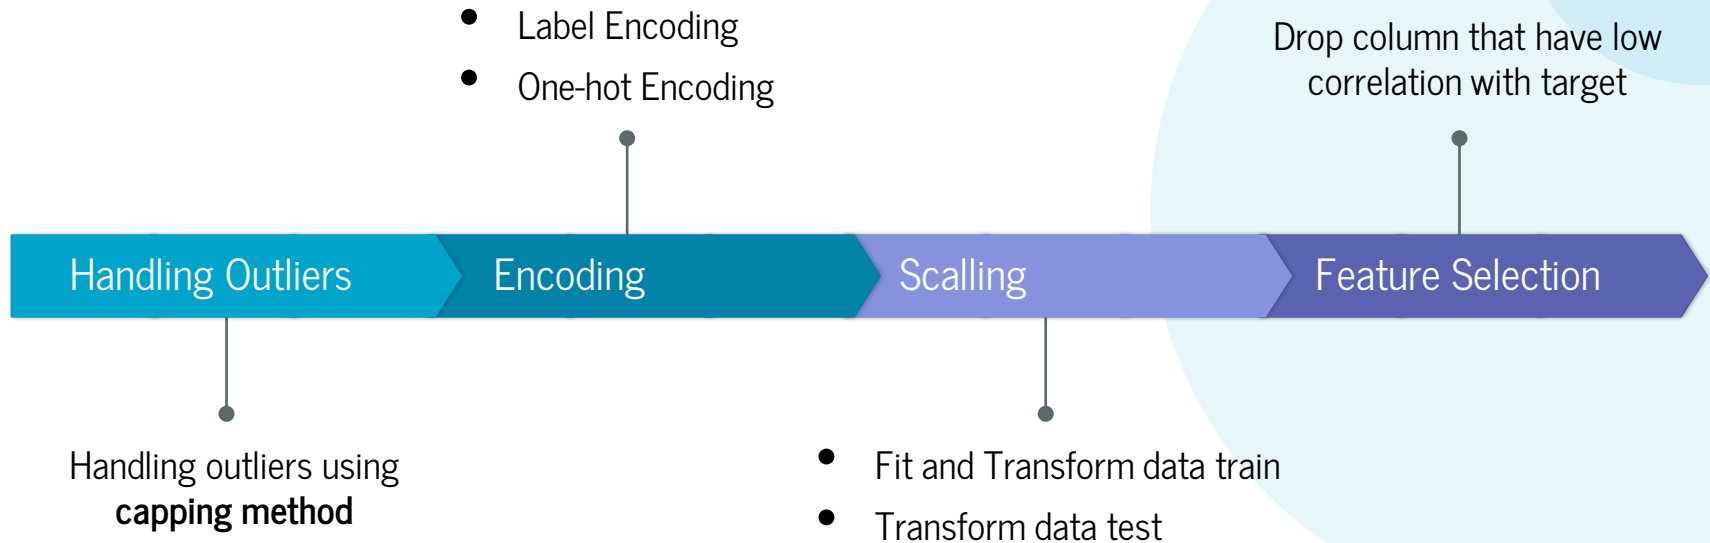 • Label Encoding
• One-hot Encoding
Drop column that have low
correlation with target
Handling Outliers
Encoding
Scalling
Feature Selection
Handling outliers using
capping method
• Fit and Transform data train
• Transform data test